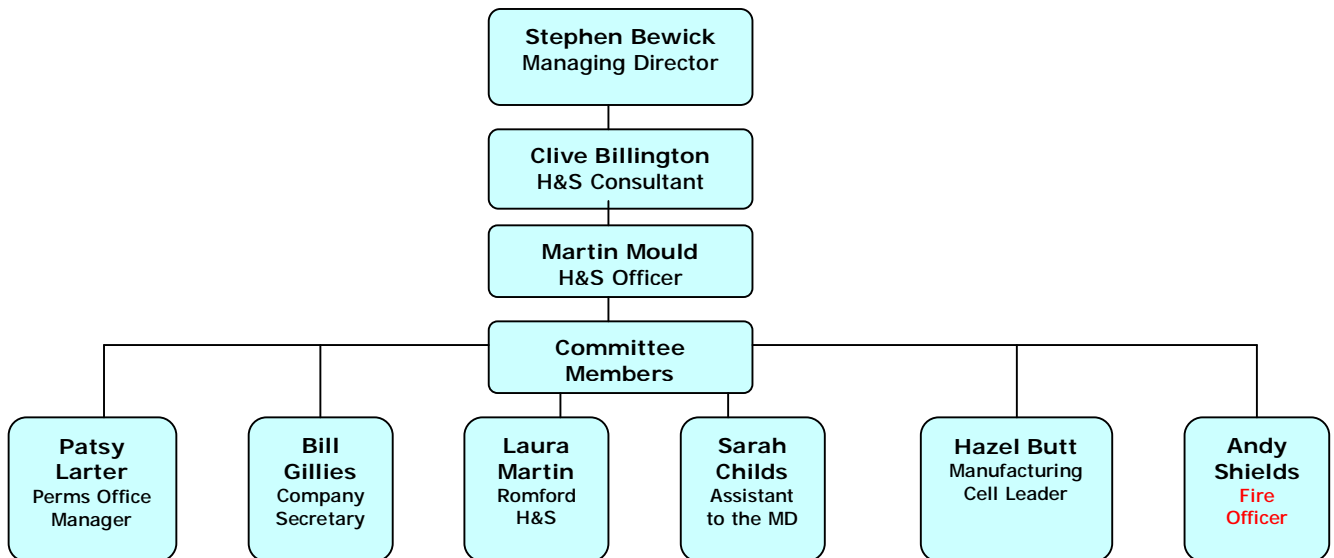 Stephen Bewick
Managing Director
Clive Billington
H&S Consultant
Martin Mould
H&S Officer
Committee
Members
Patsy
Larter
Perms Office
Manager
Bill
Gillies
Company
Secretary
Laura
Martin
Romford
H&S
Sarah
Childs
Assistant
to the MD
Hazel Butt
Manufacturing
Cell Leader
Andy
Shields
Fire
Officer